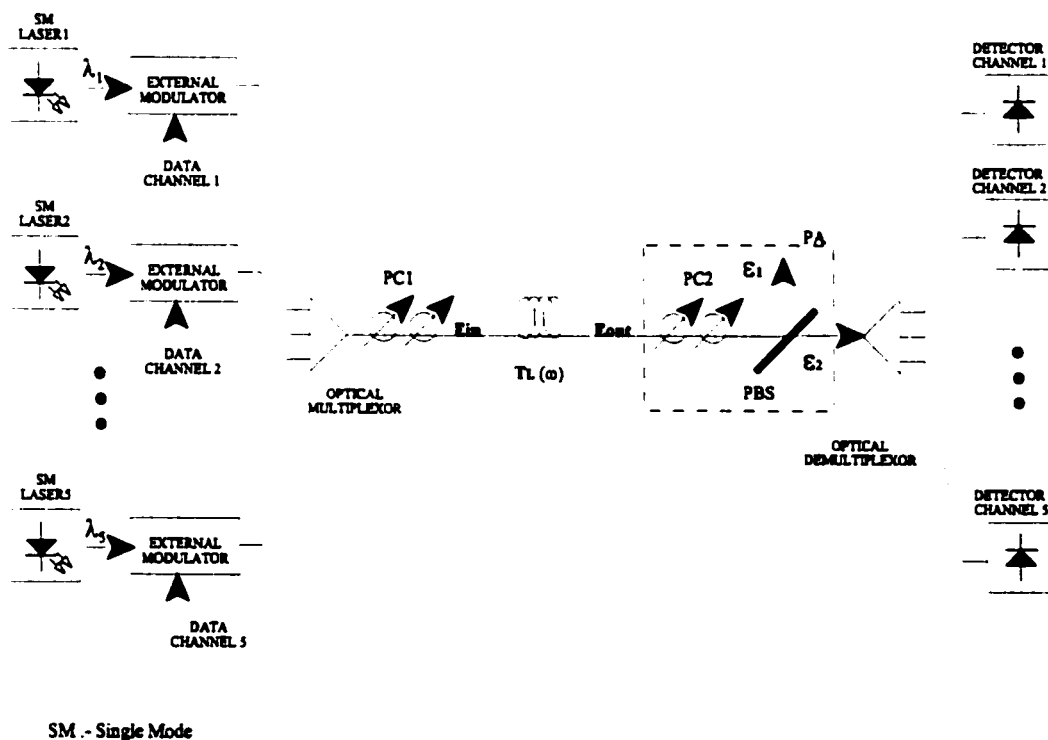 SM
LASER1
λ1
EXTERNAL
MODULATOR
DATA
CHANNEL 1
SM
LASER2
λ2
EXTERNAL
MODULATOR
DATA
CHANNEL 2
SM
LASER5
λ5
EXTERNAL
MODULATOR
DATA
CHANNEL 5
OPTICAL
MULTIPLEXOR
PC1
Ein
TL (ω)
Eout
PA
PC2
ε1
ε2
PBS
OPTICAL
DEMULTIPLEXOR
DETECTOR
CHANNEL 1
DETECTOR
CHANNEL 2
DETECTOR
CHANNEL 5
SM .- Single Mode